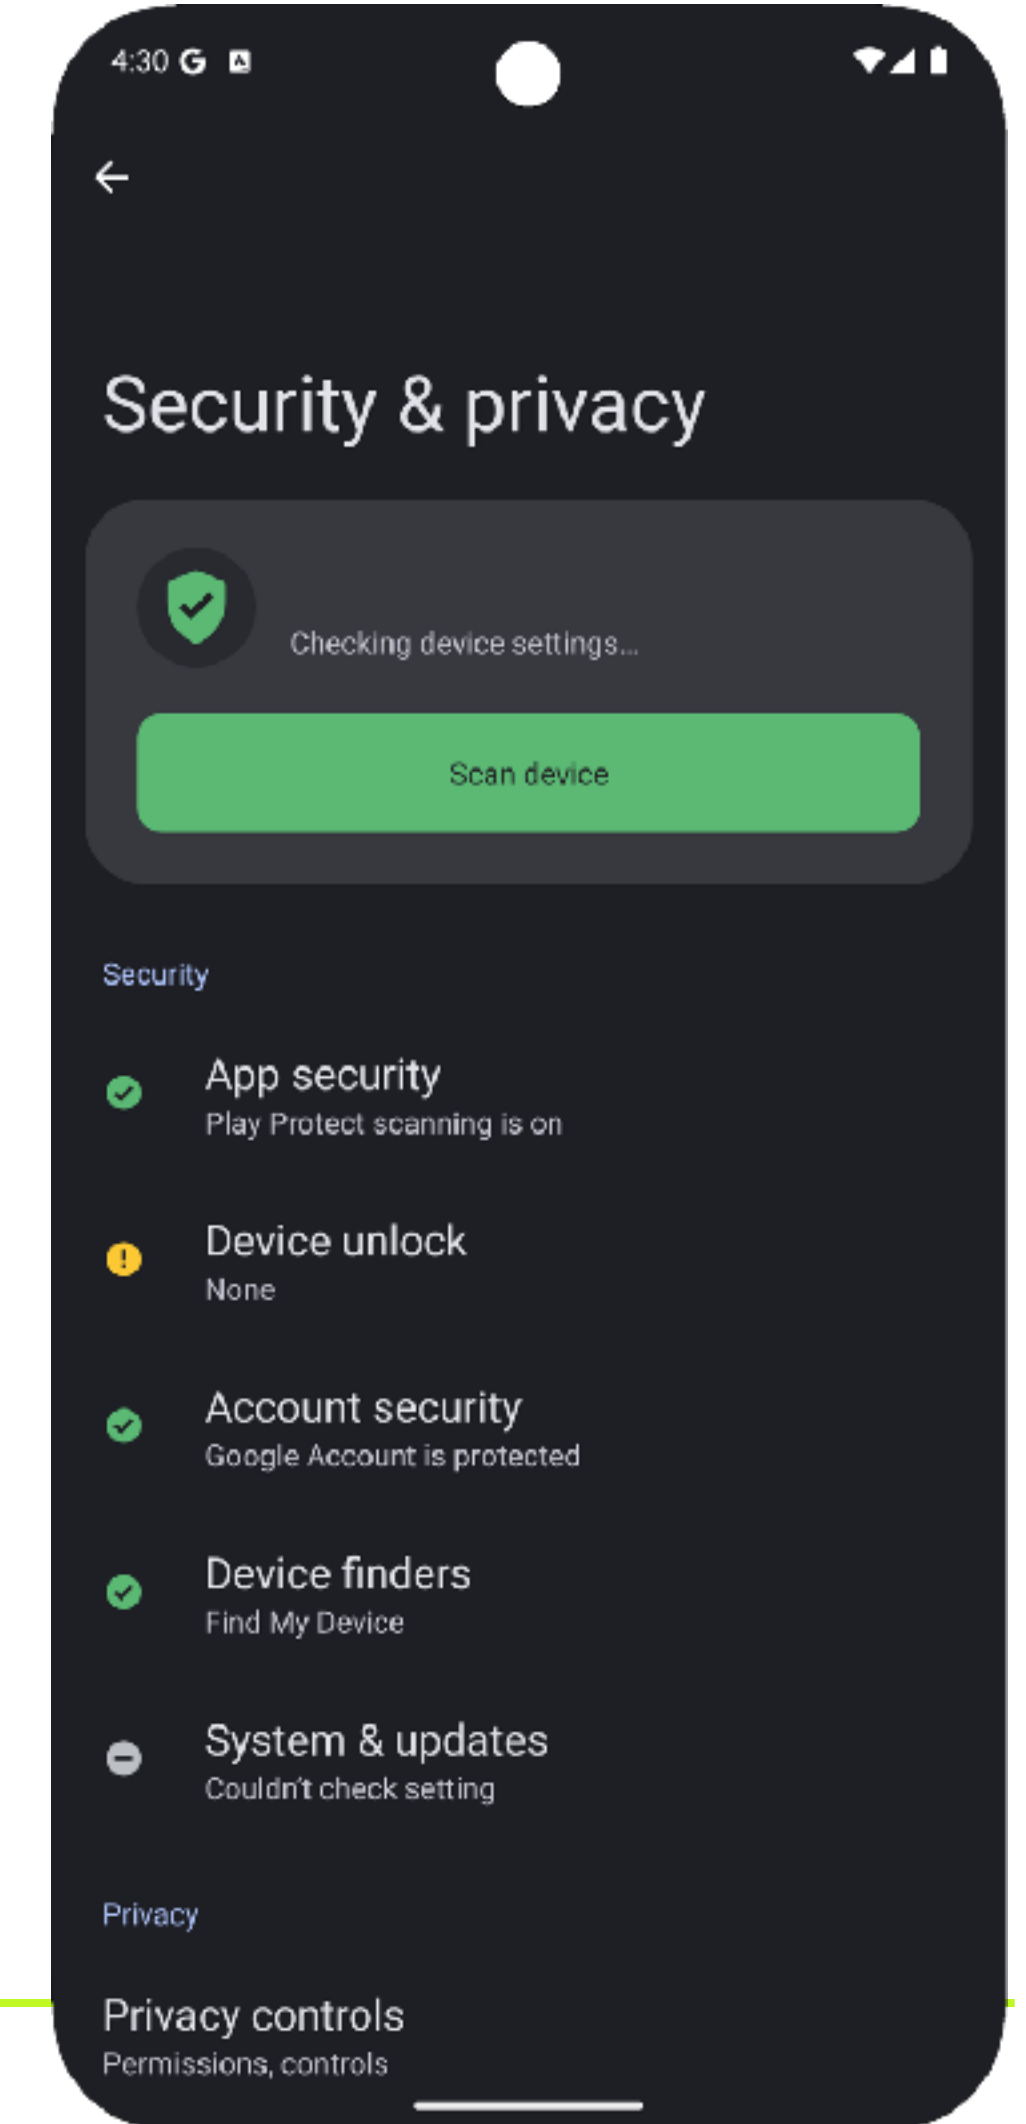 4:30
Security & privacy
Checking device settings...
Scan device
Security
App security
Play Protect scanning is on
Device unlock
None
Account security
Google Account is protected
Device finders
Find My Device
System & updates
Couldn't check setting
Privacy
Privacy controls
Permissions, controls